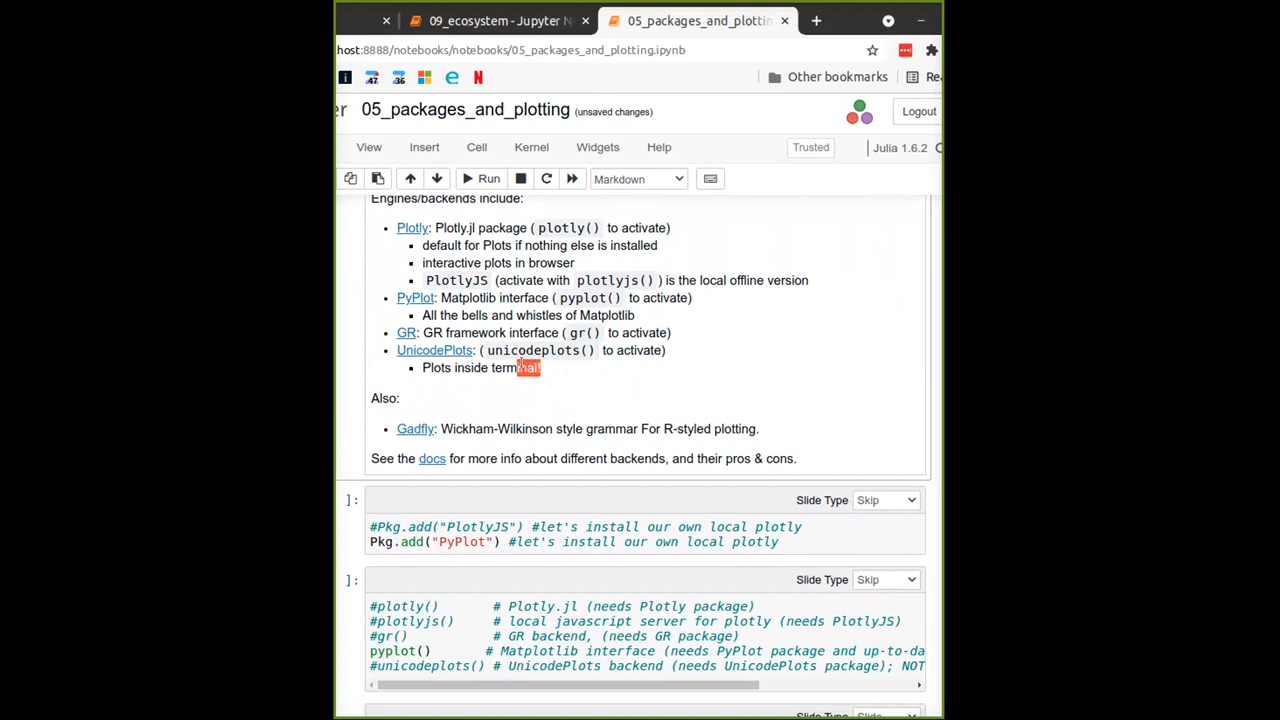 09_ecosystem - Jupyter N
05_packages_and_plottin
host:8888/notebooks/notebooks/05_packages_and_plotting.ipynb
47
36
N
Other bookmarks
Rea
er
05_packages_and_plotting
(unsaved changes)
Logout
View
Insert
Cell
Kernel
Widgets
Help
Trusted
Julia 1.6.2
Run
Markdown
Engines/backends include:
Plotly: Plotly.jl package ( plotly() to activate)
default for Plots if nothing else is installed
interactive plots in browser
PlotlyJS (activate with plotlyjs() ) is the local offline version
PyPlot: Matplotlib interface ( pyplot() to activate)
All the bells and whistles of Matplotlib
GR: GR framework interface ( gr() to activate)
UnicodePlots: ( unicodeplots() to activate)
Plots inside terminal!
Also:
Gadfly: Wickham-Wilkinson style grammar For R-styled plotting.
See the docs for more info about different backends, and their pros & cons.
]:
Slide Type
Skip
#Pkg.add("PlotlyJS") #let's install our own local plotly
Pkg.add("PyPlot") #let's install our own local plotly
]:
Slide Type
Skip
#plotly() # Plotly.jl (needs Plotly package)
#plotlyjs() # local javascript server for plotly (needs PlotlyJS)
#gr() # GR backend, (needs GR package)
pyplot() # Matplotlib interface (needs PyPlot package and up-to-da
#unicodeplots() # UnicodePlots backend (needs UnicodePlots package); NOT